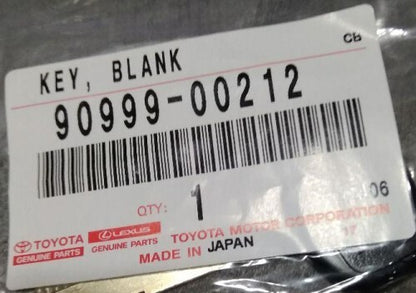 CB
KEY, BLANK
90999-00212
QTY: 1 06
TOYOTA GENUINE PARTS
LEXUS GENUINE PARTS
TOYOTA MOTOR CORPORATION
MADE IN JAPAN 17